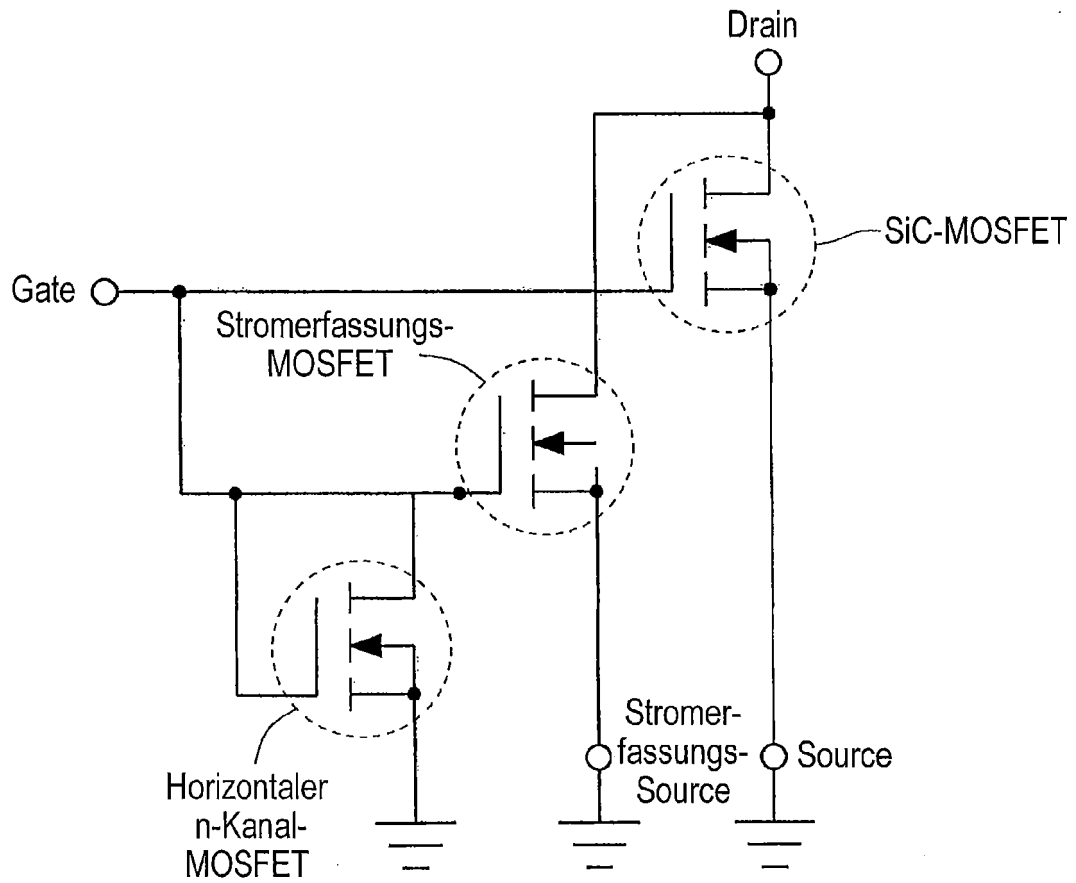 Drain
SiC-MOSFET
Gate
Stromerfassungs-
MOSFET
Stromer-
fassungs-
Source
Source
Horizontaler
n-Kanal-
MOSFET